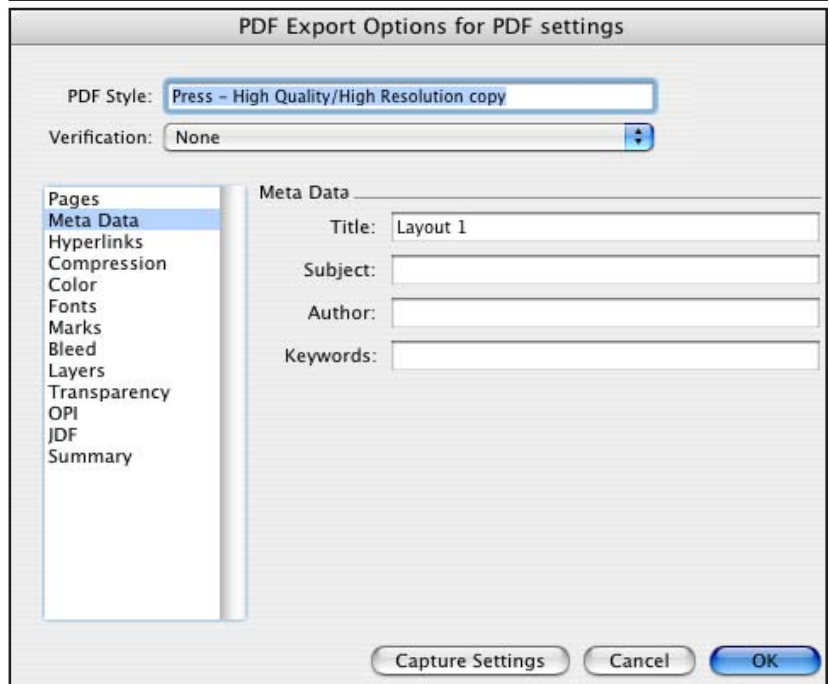 PDF Export Options for PDF settings
PDF Style: Press – High Quality/High Resolution copy
Verification: None
Pages
Meta Data
Hyperlinks
Compression
Color
Fonts
Marks
Bleed
Layers
Transparency
OPI
JDF
Summary
Meta Data
Title: Layout 1
Subject:
Author:
Keywords:
Capture Settings Cancel OK